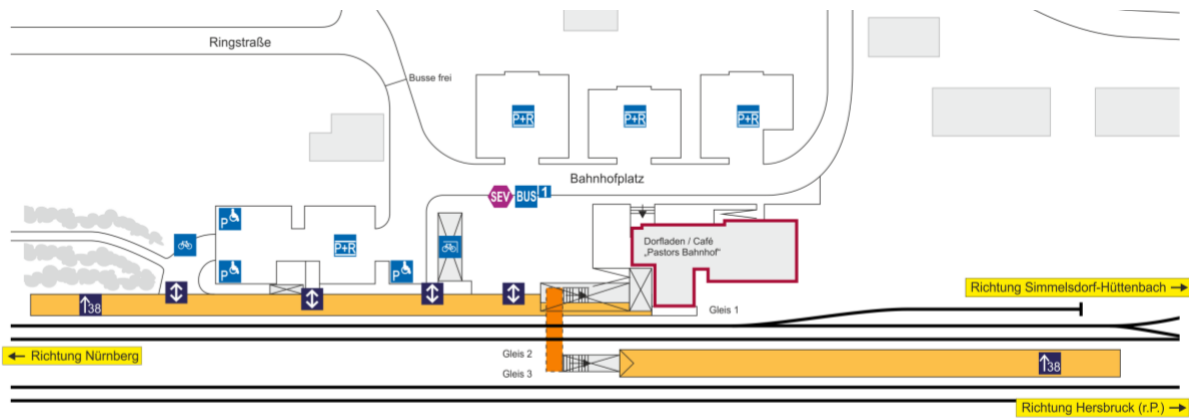 Ringstraße
Busse frei
P+R
P+R
P+R
Bahnhofplatz
SEV
BUS
1
P
P+R
P
P
Dorfladen / Café
„Pastors Bahnhof“
38
Gleis 1
Richtung Simmelsdorf-Hüttenbach
Richtung Nürnberg
Gleis 2
Gleis 3
38
Richtung Hersbruck (r.P.)